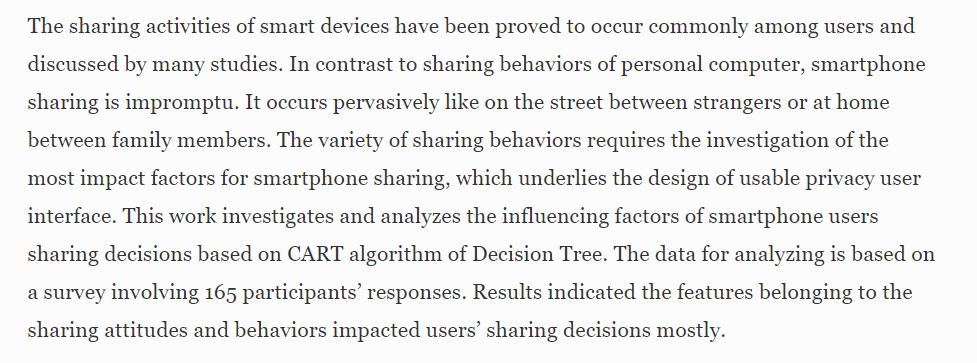 The sharing activities of smart devices have been proved to occur commonly among users and
discussed by many studies. In contrast to sharing behaviors of personal computer, smartphone
sharing is impromptu. It occurs pervasively like on the street between strangers or at home
between family members. The variety of sharing behaviors requires the investigation of the
most impact factors for smartphone sharing, which underlies the design of usable privacy user
interface. This work investigates and analyzes the influencing factors of smartphone users
sharing decisions based on CART algorithm of Decision Tree. The data for analyzing is based on
a survey involving 165 participants’ responses. Results indicated the features belonging to the
sharing attitudes and behaviors impacted users’ sharing decisions mostly.